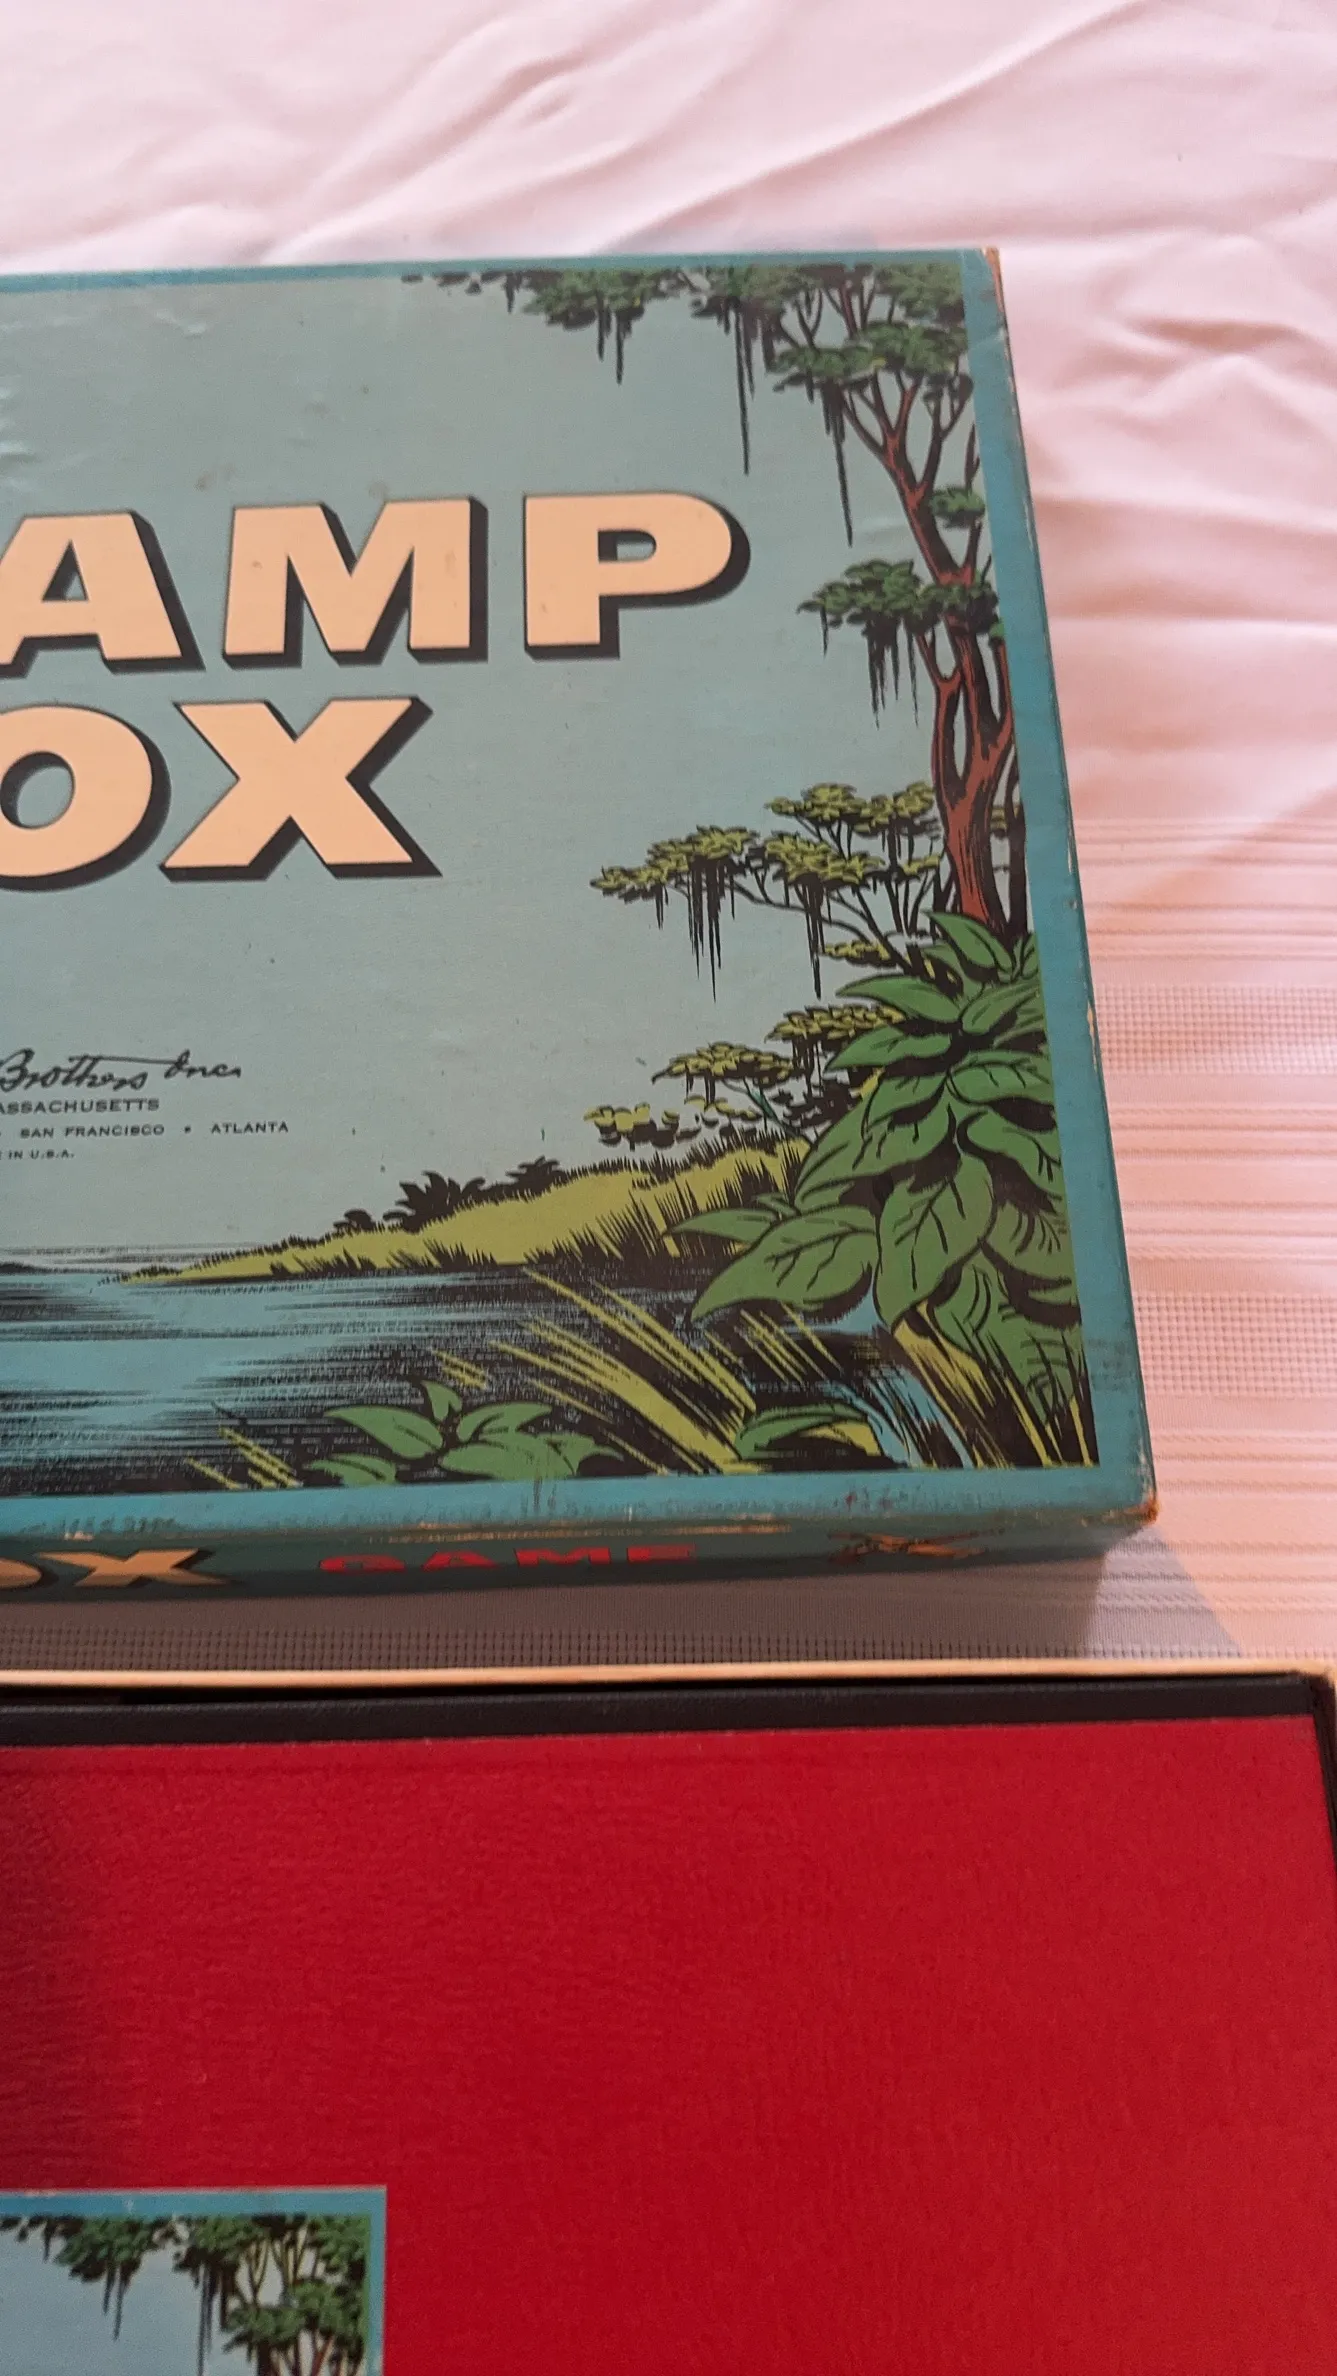 AMP
OX
Brothers Inc.
ASSACHUSETTS
• SAN FRANCISCO • ATLANTA
E IN U.S.A.
OX GAME